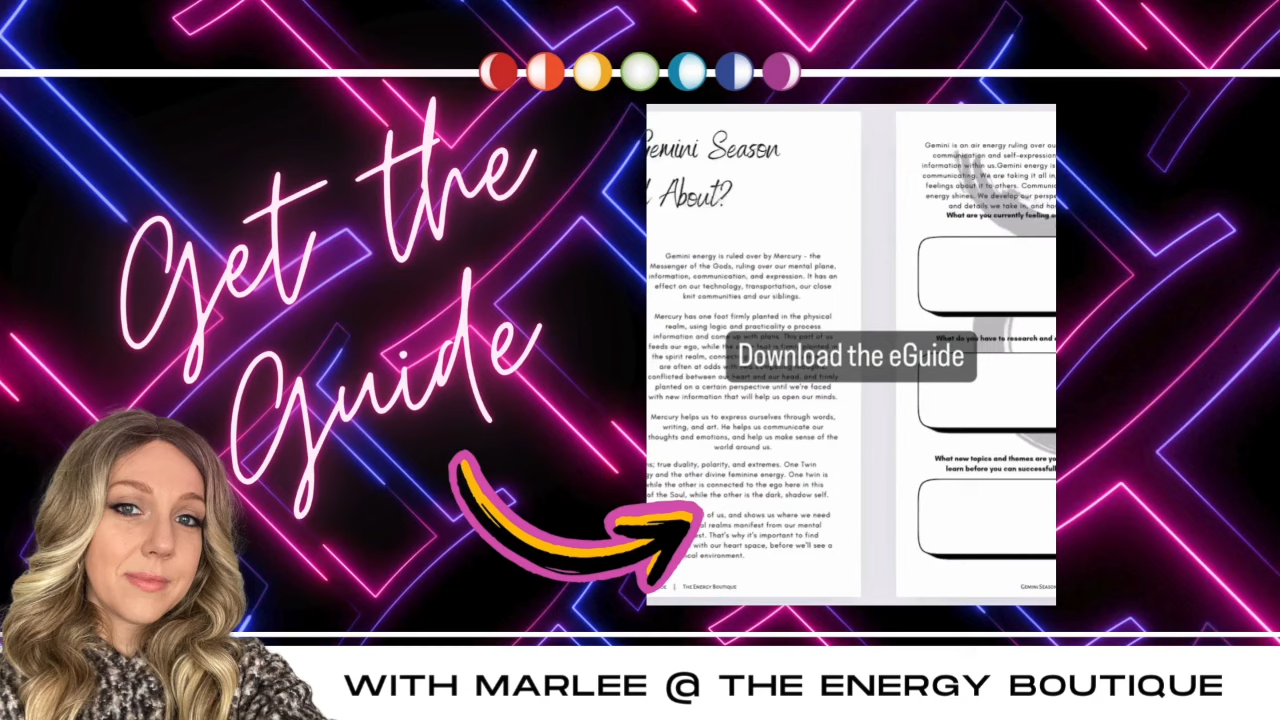 Get the
Guide
Gemini Season
About?
Gemini energy is ruled over by Mercury - the
Messenger of the Gods, ruling over our mental plane,
information, communication, and expression. It has an
effect on our technology, transportation, our close
knit communities and our siblings.
Mercury has one foot firmly planted in the physical
realm, using logic and practicality o process
information and come up with plans. This part of us
feeds our ego, while the
the spirit realm,
are often at odds
conflicted between our heart and our head, and firmly
planted on a certain perspective until we're faced
with new information that will help us open our minds.
Mercury helps us to express ourselves through words,
writing, and art. He helps us communicate our
thoughts and emotions, and help us make sense of the
world around us.
true duality, polarity, and extremes. One Twin
and the other divine feminine energy. One twin is
while the other is connected to the ego here in this
of the Soul, while the other is the dark, shadow self.
of us, and shows us where we need
realms manifest from our mental
That's why it's important to find
with our heart space, before we'll see a
environment.
| The Energy Boutique
Gemini is an air energy ruling over
communication and self-expression
information within us.Gemini energy is
communicating. We are taking it all in,
feelings about it to others.
energy shines. We develop our
and details we take in, and
What are you currently feeling
What do you have to research and
What new topics and themes are
learn before you can
Gemini
Download the eGuide
WITH MARLEE @ THE ENERGY BOUTIQUE